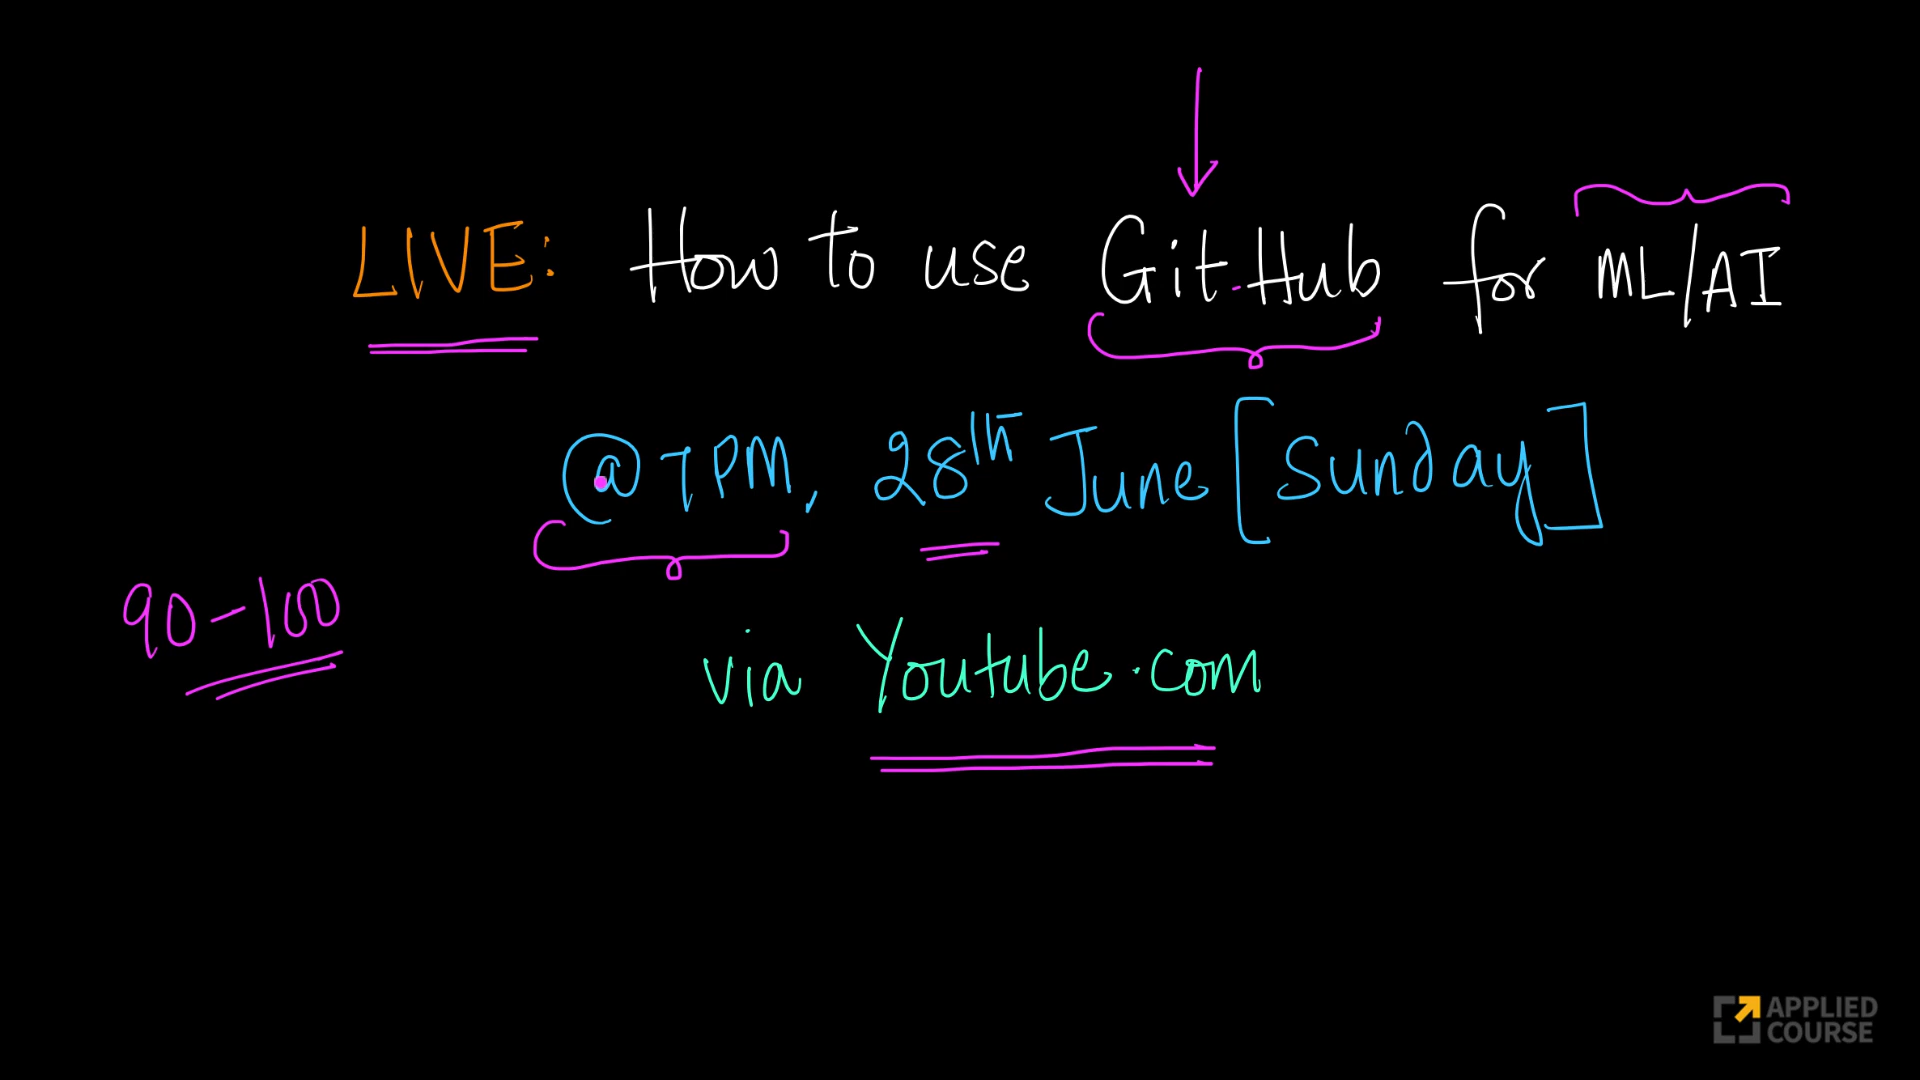 LIVE: How to use GitHub for ML/AI
@ 7PM, 28th June [Sunday]
90-100
via Youtube.com
APPLIED
COURSE